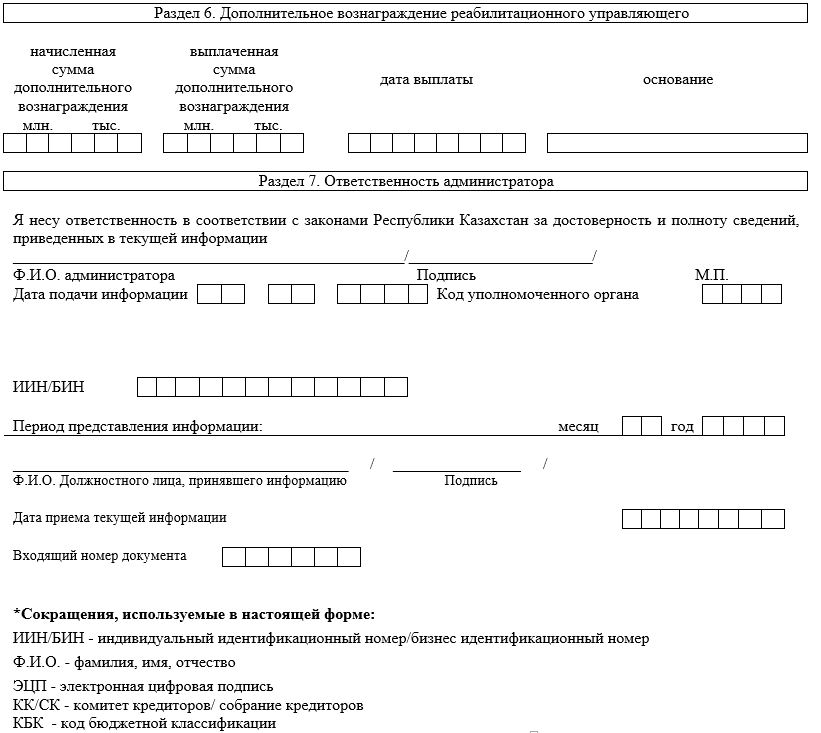 Раздел 6. Дополнительное вознаграждение реабилитационного управляющего
начисленная сумма дополнительного вознаграждения
млн. тыс.
выплаченная сумма дополнительного вознаграждения
млн. тыс.
дата выплаты
основание
Раздел 7. Ответственность администратора
Я несу ответственность в соответствии с законами Республики Казахстан за достоверность и полноту сведений,
приведенных в текущей информации
/ /
Ф.И.О. администратора Подпись М.П.
Дата подачи информации Код уполномоченного органа
ИИН/БИН
Период представления информации: месяц год
/ /
Ф.И.О. Должностного лица, принявшего информацию Подпись
Дата приема текущей информации
Входящий номер документа
*Сокращения, используемые в настоящей форме:
ИИН/БИН - индивидуальный идентификационный номер/бизнес идентификационный номер
Ф.И.О. - фамилия, имя, отчество
ЭЦП - электронная цифровая подпись
КК/СК - комитет кредиторов/ собрание кредиторов
КБК - код бюджетной классификации